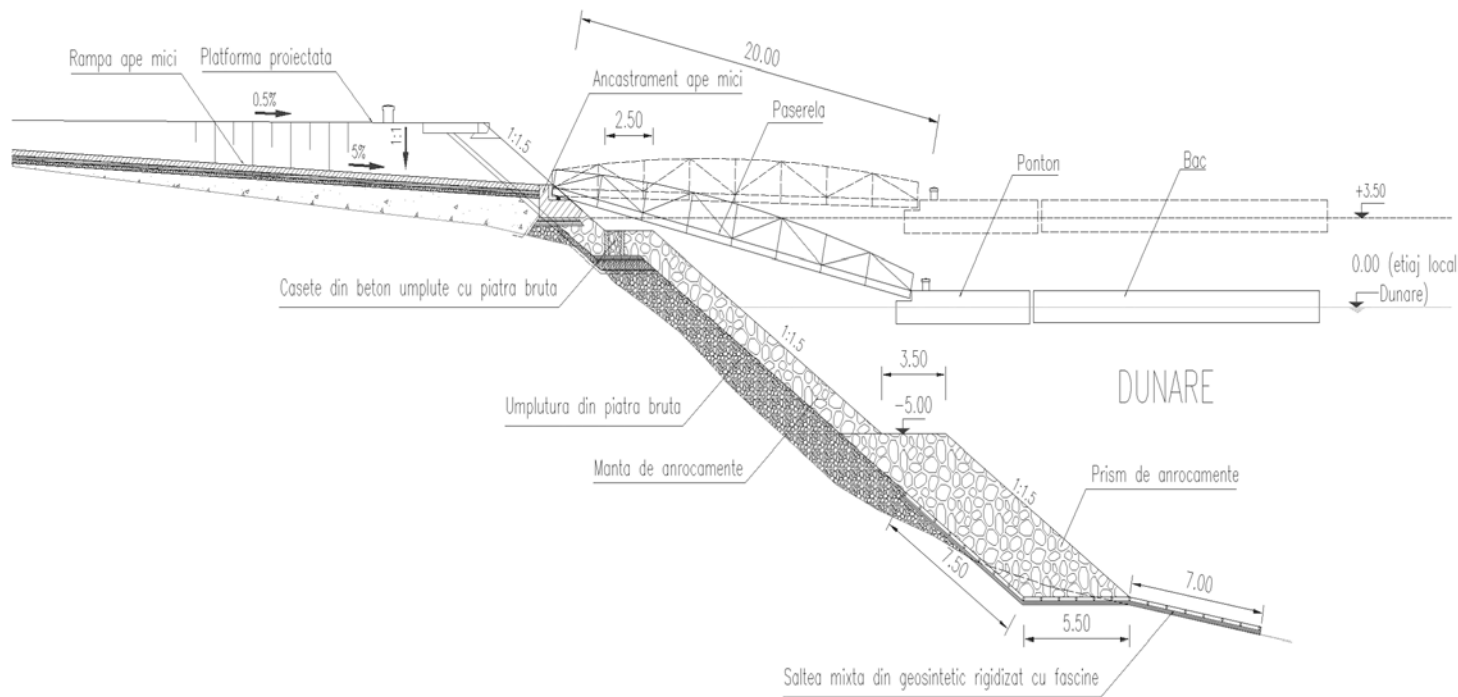 20.00
Rampa ape mici
Platforma proiectata
Ancastrament ape mici
0.5%
1:1
5%
1:1.5
2.50
Paserela
Ponton
Bac
+3.50
0.00 (etiaj local
Dunare)
Casete din beton umplute cu piatra bruta
1:1.5
3.50
-5.00
DUNARE
Umplutura din piatra bruta
Manta de anrocamente
1:1.5
Prism de anrocamente
7.50
7.00
5.50
Saltea mixta din geosintetic rigidizat cu fascine